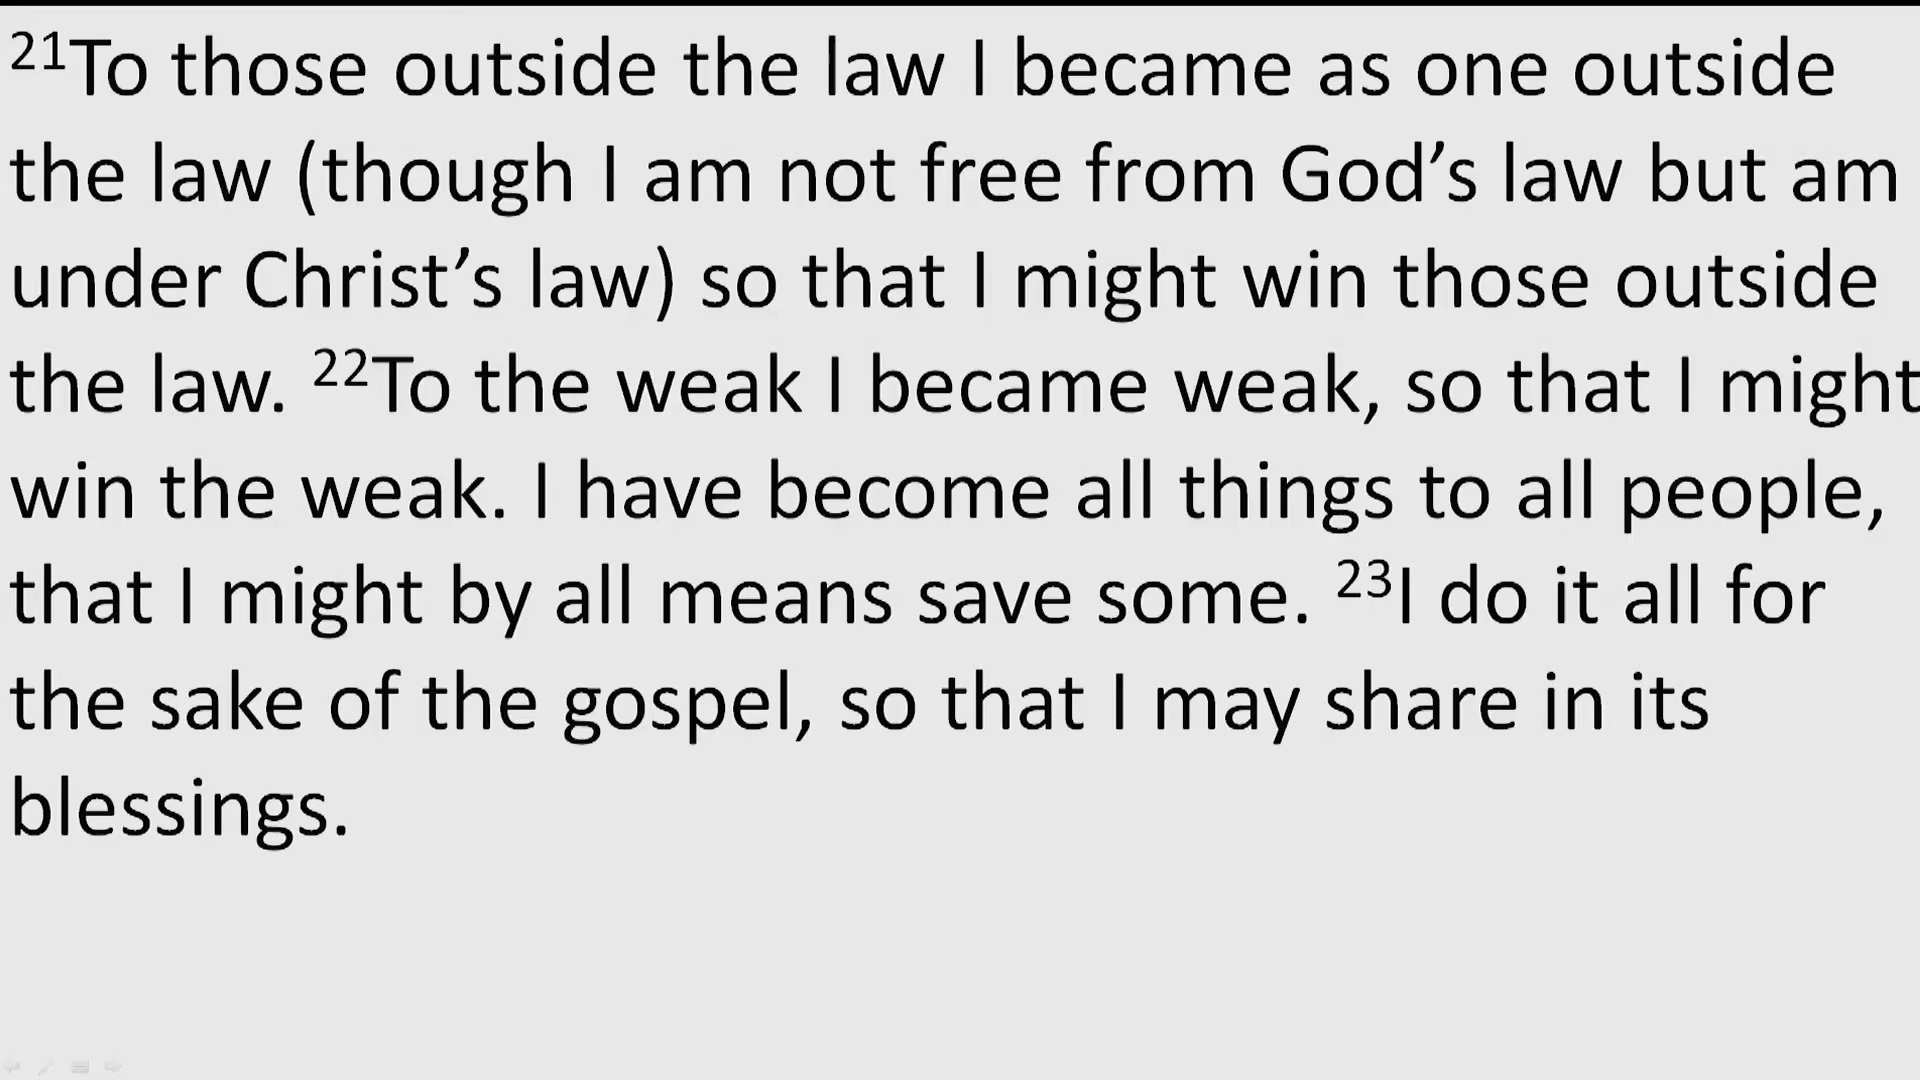 21To those outside the law I became as one outside
the law (though I am not free from God’s law but am
under Christ’s law) so that I might win those outside
the law. 22To the weak I became weak, so that I might
win the weak. I have become all things to all people,
that I might by all means save some. 23I do it all for
the sake of the gospel, so that I may share in its
blessings.